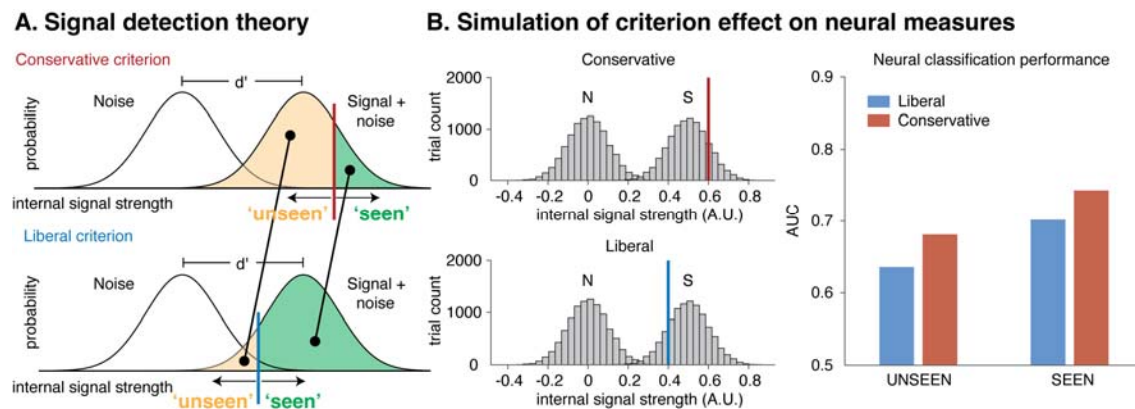 A. Signal detection theory
Conservative criterion
d'
Noise
Signal +
noise
probability
internal signal strength
'unseen' 'seen'
Liberal criterion
d'
Noise
Signal +
noise
probability
internal signal strength
'unseen' 'seen'
B. Simulation of criterion effect on neural measures
Conservative
2000
1000
0
trial count
N
S
-0.4 -0.2 0 0.2 0.4 0.6 0.8
internal signal strength (A.U.)
Liberal
2000
1000
0
trial count
N
S
-0.4 -0.2 0 0.2 0.4 0.6 0.8
internal signal strength (A.U.)
Neural classification performance
0.9
0.8
0.7
0.6
0.5
AUC
Liberal
Conservative
UNSEEN
SEEN